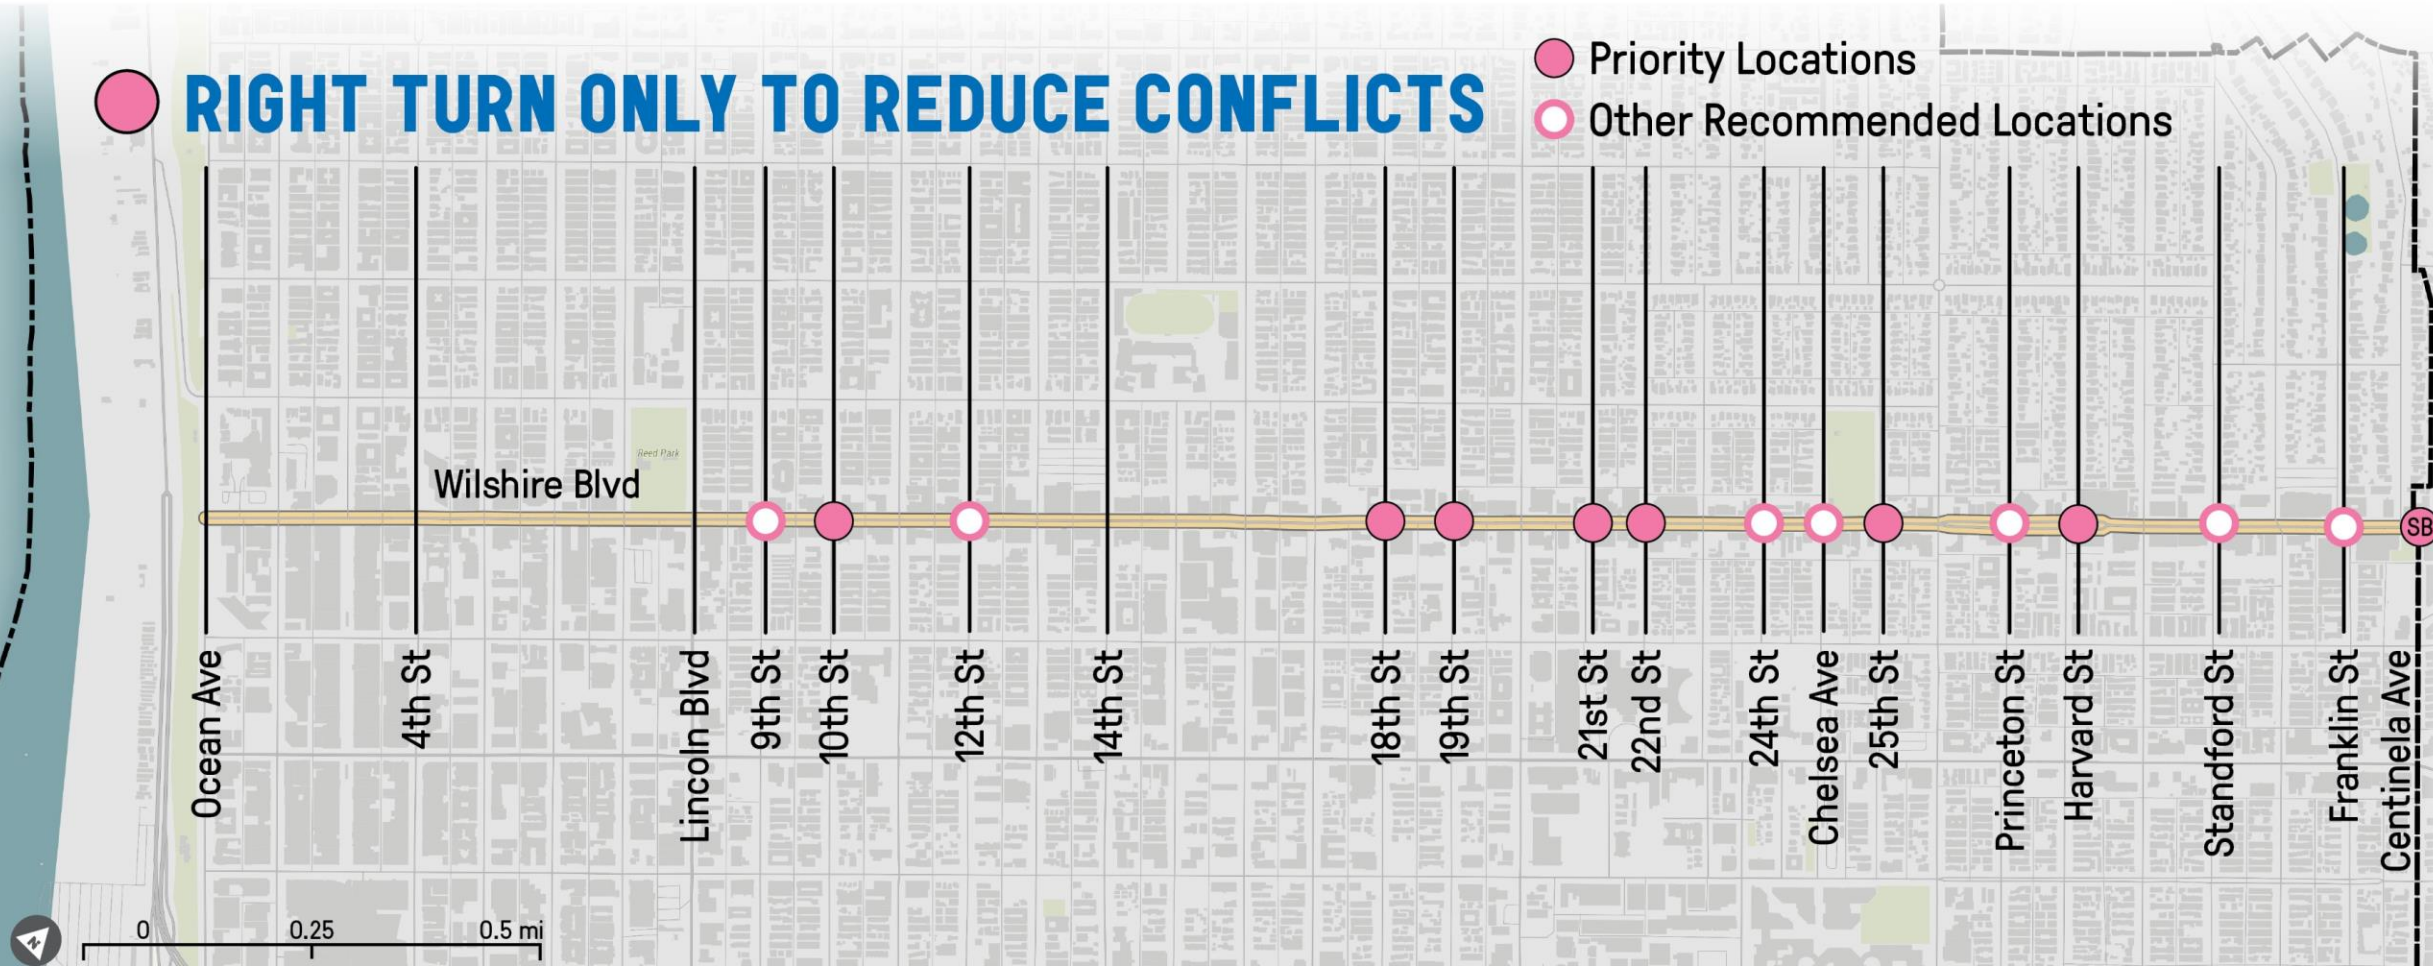 RIGHT TURN ONLY TO REDUCE CONFLICTS
Priority Locations
Other Recommended Locations
Reed Park
Wilshire Blvd
SB
Ocean Ave
4th St
Lincoln Blvd
9th St
10th St
12th St
14th St
18th St
19th St
21st St
22nd St
24th St
Chelsea Ave
25th St
Princeton St
Harvard St
Standford St
Franklin St
Centinela Ave
N
0 0.25 0.5 mi